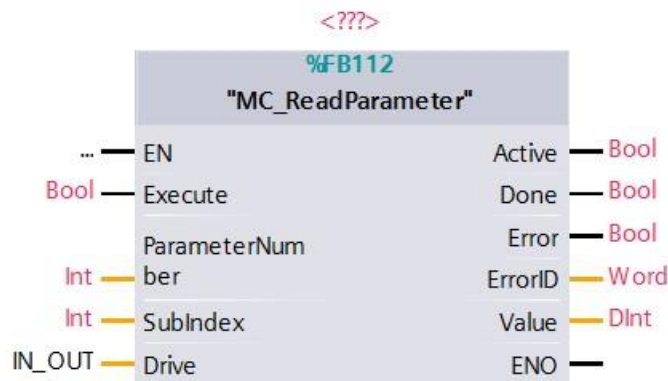 <???>
%FB112
"MC_ReadParameter"
... EN Active Bool
Bool Execute Done Bool
Error Bool
ParameterNum
Int ber ErrorID Word
Int SubIndex Value DInt
IN_OUT Drive ENO